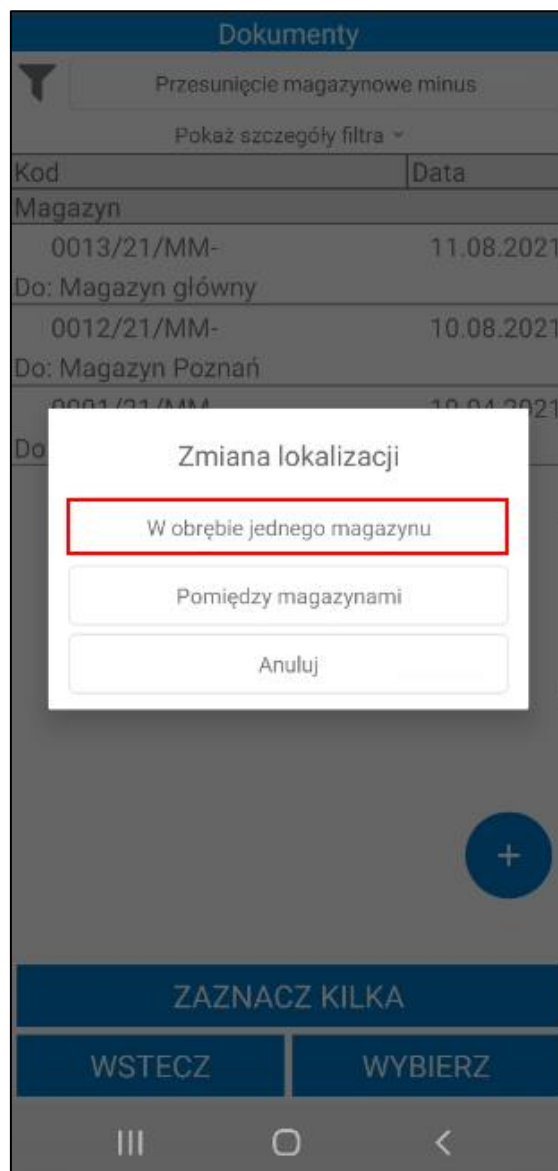 Dokumenty
Przesunięcie magazynowe minus
Pokaż szczegóły filtra
Kod Data
Magazyn
0013/21/MM- 11.08.2021
Do: Magazyn główny
0012/21/MM- 10.08.2021
Do: Magazyn Poznań
Do
Zmiana lokalizacji
W obrębie jednego magazynu
Pomiędzy magazynami
Anuluj
+
ZAZNACZ KILKA
WSTECZ WYBIERZ